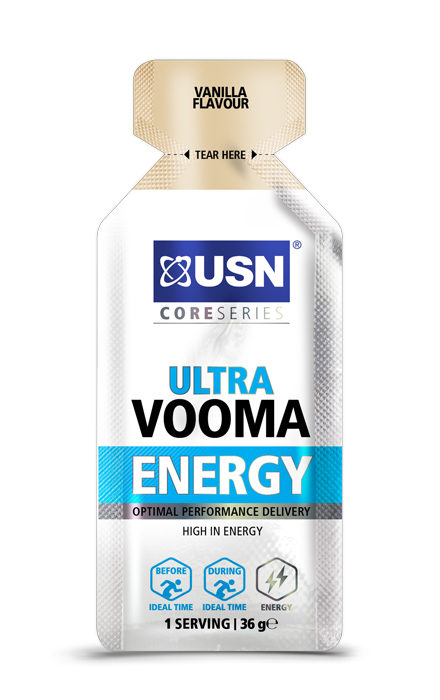 VANILLA
FLAVOUR
TEAR HERE
USN®
CORESERIES
ULTRA
VOOMA
ENERGY
OPTIMAL PERFORMANCE DELIVERY
HIGH IN ENERGY
BEFORE
IDEAL TIME
DURING
IDEAL TIME
ENERGY
1 SERVING | 36 g℮